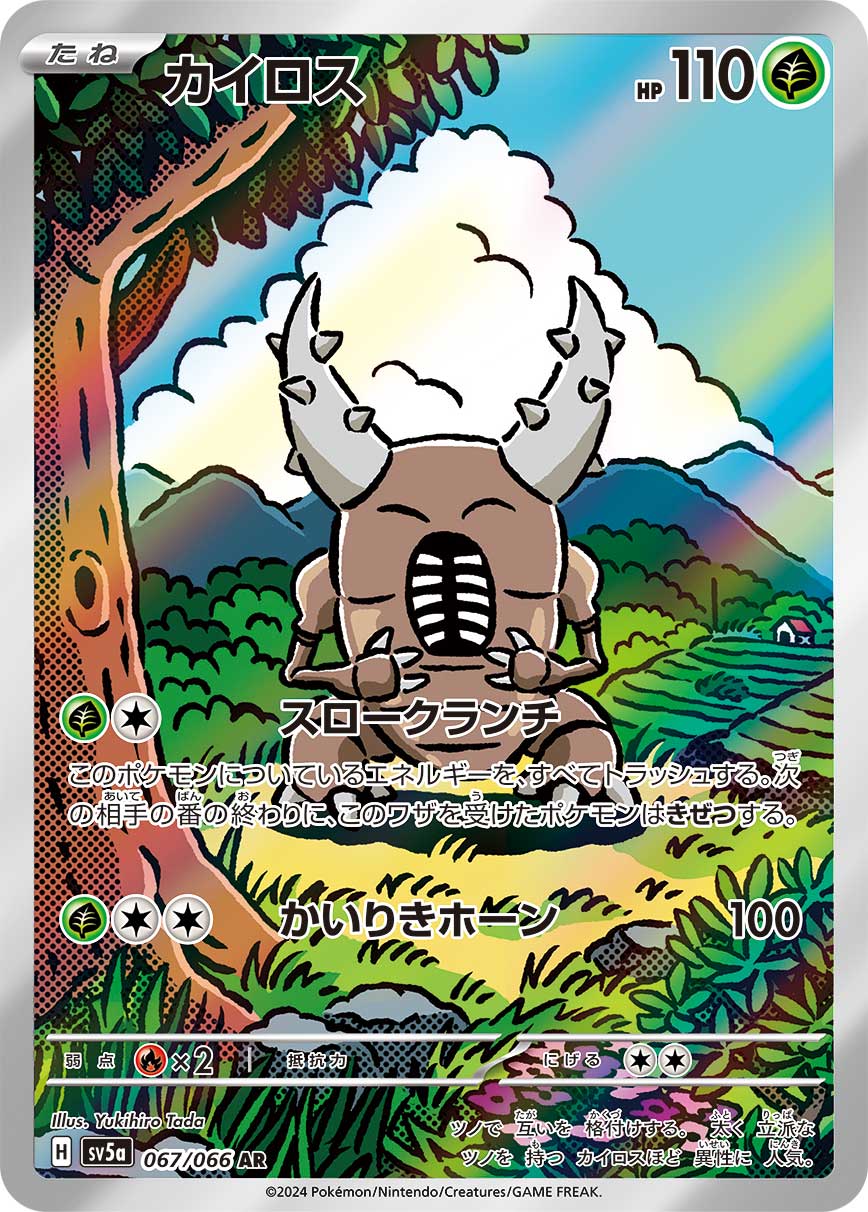 たね
カイロス
HP 110
スロークランチ
このポケモンについているエネルギーを、すべてトラッシュする。次
の相手の番の終わりに、このワザを受けたポケモンはきぜつする。
かいりきホーン 100
弱点 ×2 抵抗力 にげる
Illus. Yukihiro Tada
ツノで 互いを 格付けする。 太く 立派な
ツノを 持つ カイロスほど 異性に 人気。
H sv5a 067/066 AR
©2024 Pokémon/Nintendo/Creatures/GAME FREAK.